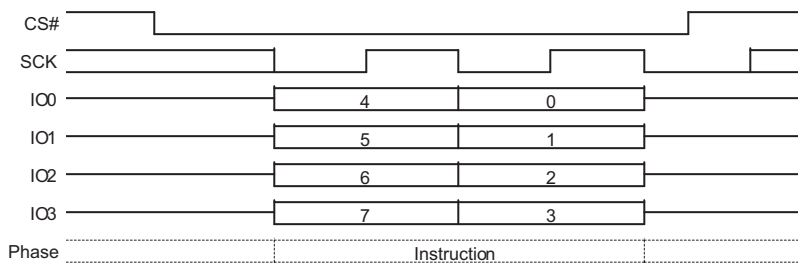 CS#
SCK
IO0 4 0
IO1 5 1
IO2 6 2
IO3 7 3
Phase Instruction